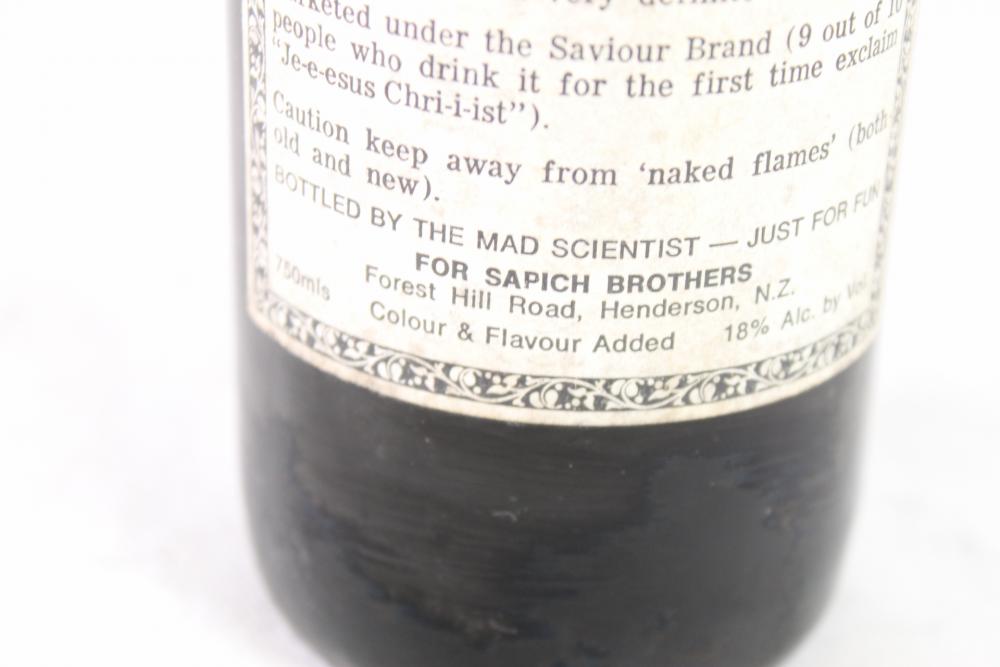 very
marketed under the Saviour Brand (9 out of 10
people who drink it for the first time exclaim
“Je-e-esus Chri-i-ist”).
Caution keep away from ‘naked flames’ (both
old and new).
BOTTLED BY THE MAD SCIENTIST — JUST FOR FUN
FOR SAPICH BROTHERS
750mls Forest Hill Road, Henderson, N.Z.
Colour & Flavour Added 18% Alc. by Vol.